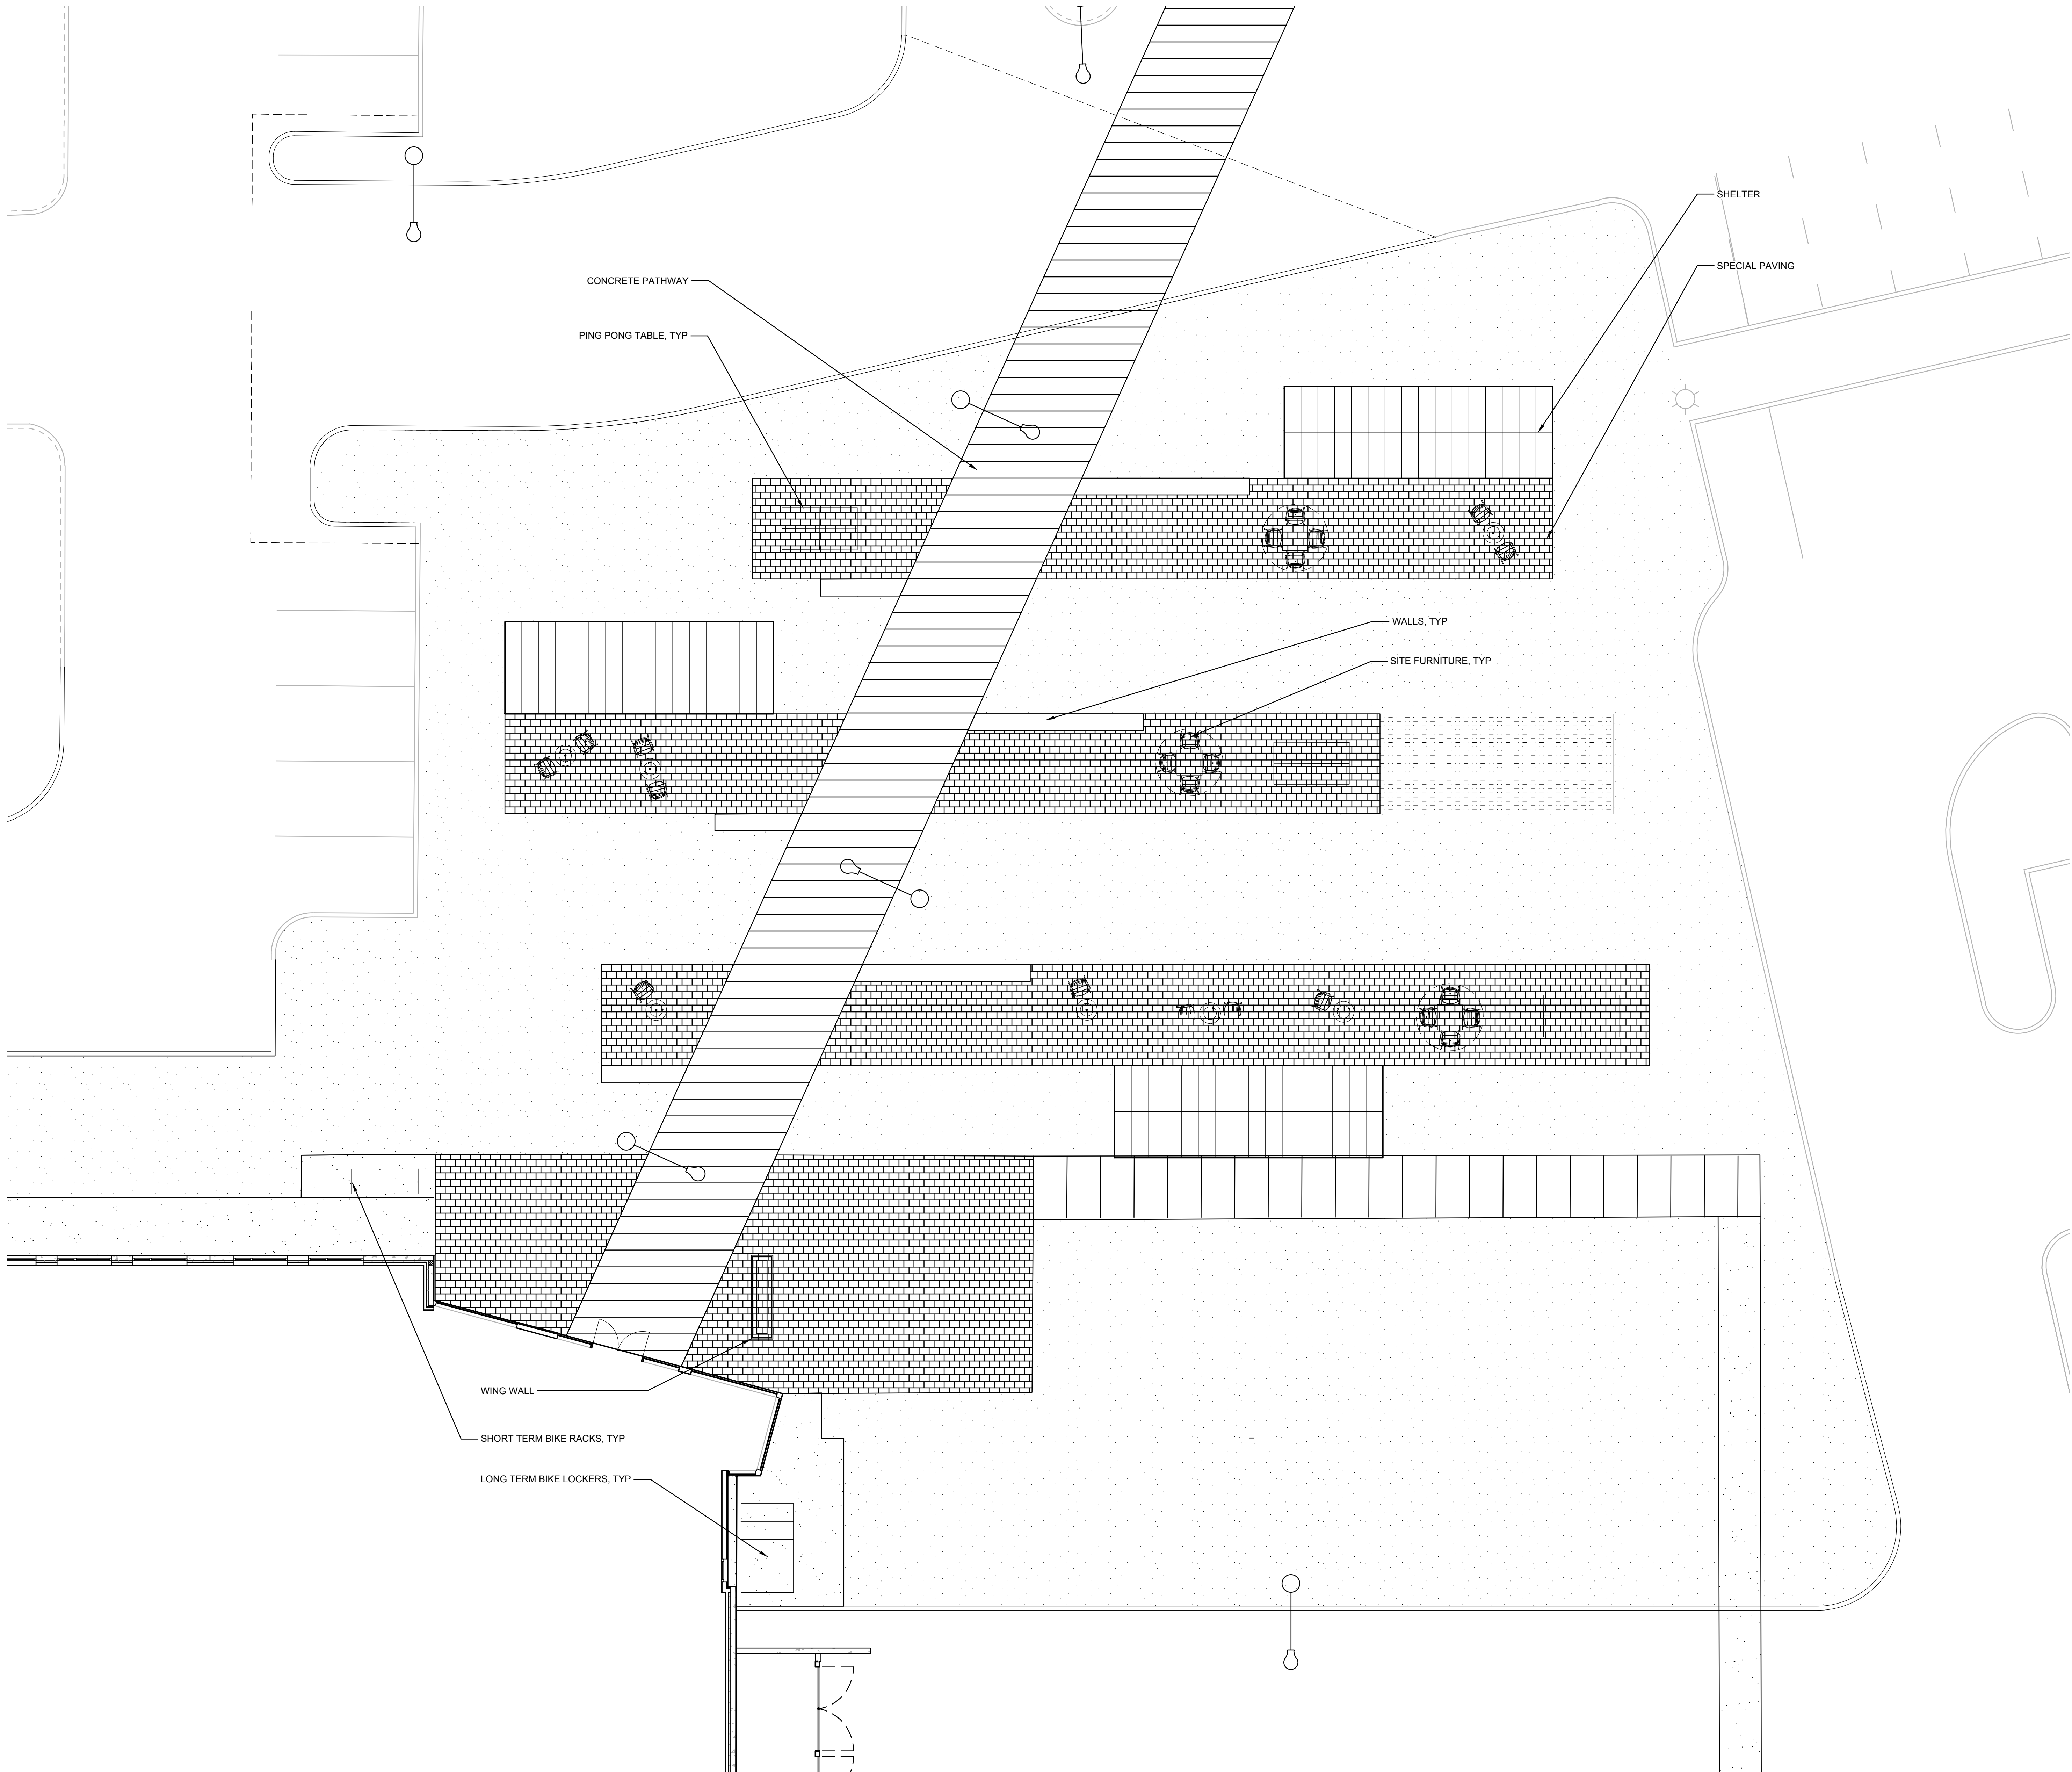 SHELTER
SPECIAL PAVING
CONCRETE PATHWAY
PING PONG TABLE, TYP
WALLS, TYP
SITE FURNITURE, TYP
WING WALL
SHORT TERM BIKE RACKS, TYP
LONG TERM BIKE LOCKERS, TYP